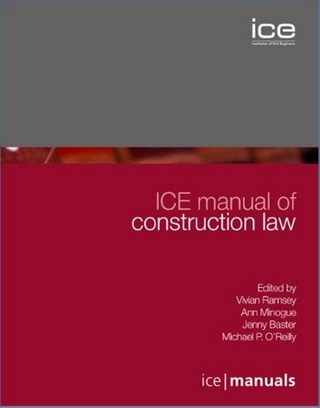 ice
Institution of Civil Engineers
ICE manual of
construction law
Edited by
Vivian Ramsey
Ann Minogue
Jenny Baster
Michael P. O'Reilly
ice|manuals